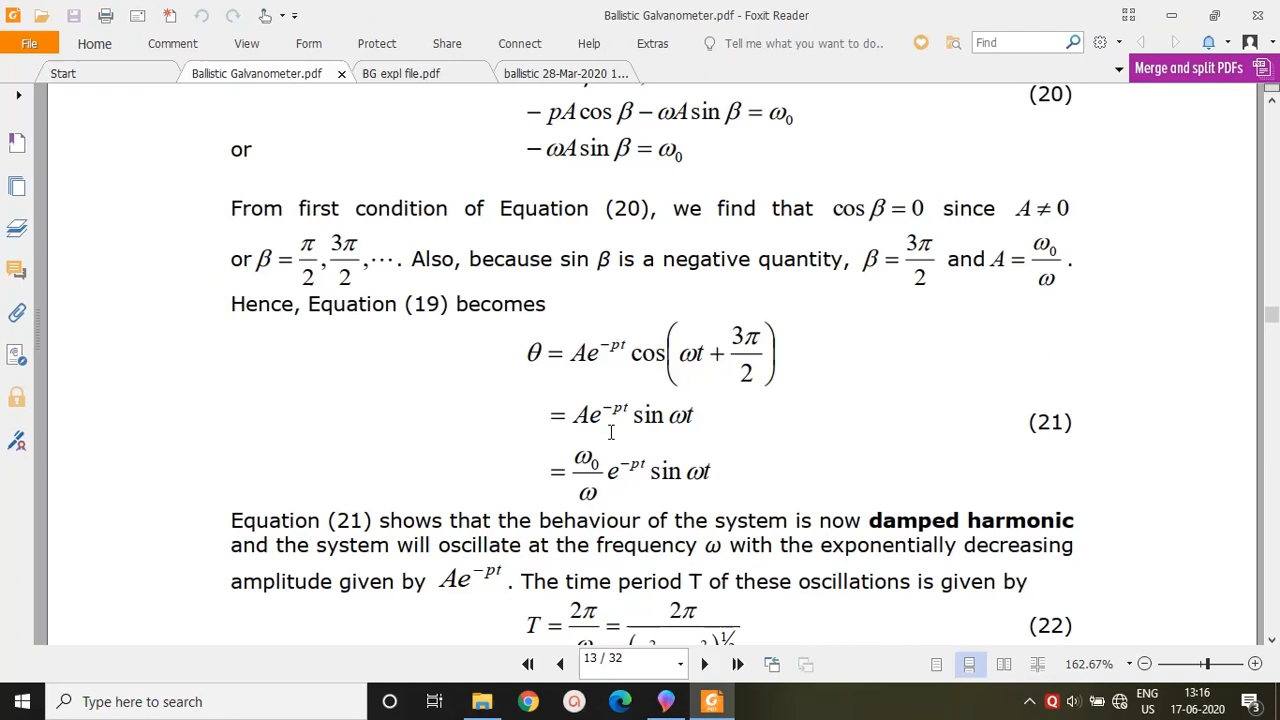 Ballistic Galvanometer.pdf - Foxit Reader
File Home Comment View Form Protect Share Connect Help Extras Tell me what you want to do.. Find
Start Ballistic Galvanometer.pdf × BG expl file.pdf ballistic 28-Mar-2020 1... Merge and split PDFs
(20)
− pA cos β − ωA sin β = ω₀
or − ωA sin β = ω₀
From first condition of Equation (20), we find that cos β = 0 since A ≠ 0
or β = π/2, 3π/2, ⋯. Also, because sin β is a negative quantity, β = 3π/2 and A = ω₀/ω .
Hence, Equation (19) becomes
θ = Ae^{−pt} cos(ωt + 3π/2)
= Ae^{−pt} sin ωt (21)
= ω₀/ω e^{−pt} sin ωt
Equation (21) shows that the behaviour of the system is now damped harmonic
and the system will oscillate at the frequency ω with the exponentially decreasing
amplitude given by Ae^{−pt} . The time period T of these oscillations is given by
T = 2π/ω = 2π (22)
13 / 32 162.67%
Type here to search ENG 13:16
17-06-2020 3